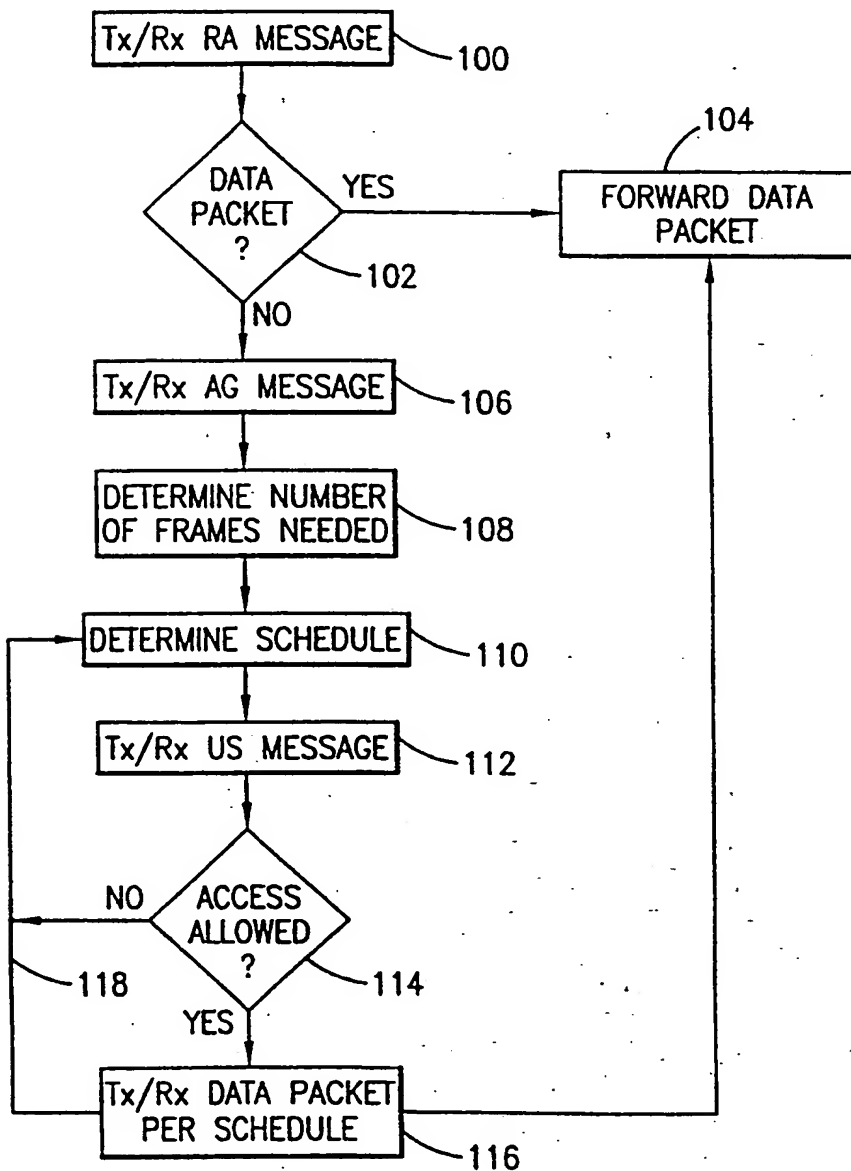 Tx/Rx RA MESSAGE
100
DATA
PACKET
?
YES
102
104
FORWARD DATA
PACKET
NO
Tx/Rx AG MESSAGE
106
DETERMINE NUMBER
OF FRAMES NEEDED
108
DETERMINE SCHEDULE
110
Tx/Rx US MESSAGE
112
NO
ACCESS
ALLOWED
?
118
114
YES
Tx/Rx DATA PACKET
PER SCHEDULE
116